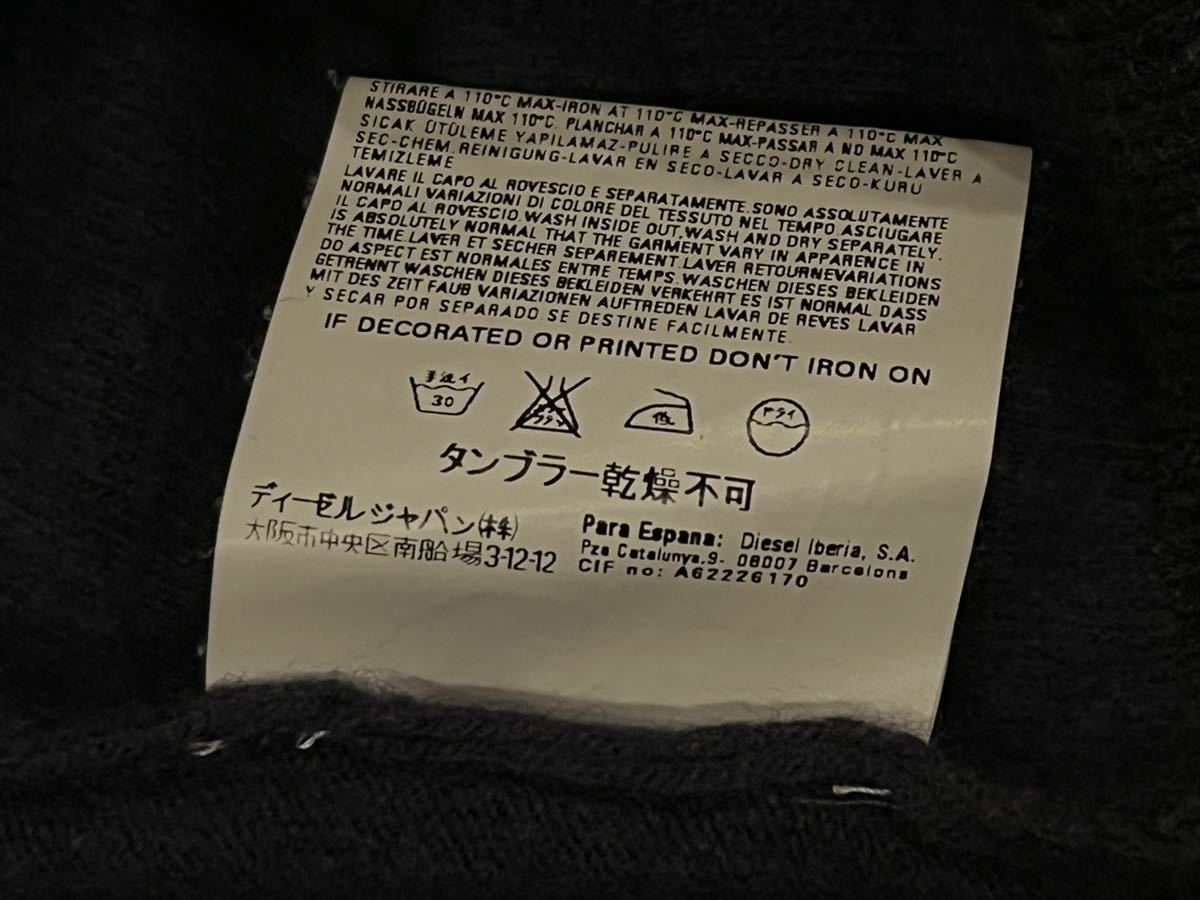 STIRARE A 110°C MAX-IRON AT 110°C MAX-REPASSER A 110°C MAX
NASSBÜGELN MAX 110°C. PLANCHAR A 110°C MAX-PASSAR A NO MAX 110°C
SICAK ÜTÜLEME YAPILAMAZ-PULIRE A SECCO-DRY CLEAN-LAVER A
SEC-CHEM.REINIGUNG-LAVAR EN SECO-LAVAR A SECO-KURU
TEMIZLEME
LAVARE IL CAPO AL ROVESCIO E SEPARATAMENTE.SONO ASSOLUTAMENTE
NORMALI VARIAZIONI DI COLORE DEL TESSUTO NEL TEMPO.ASCIUGARE
IL CAPO AL ROVESCIO.WASH INSIDE OUT,WASH AND DRY SEPARATELY.
IS ABSOLUTELY NORMAL THAT THE GARMENT VARY IN APPARENCE IN
THE TIME.LAVER ET SECHER SEPAREMENT.LAVER RETOURNEVARIATIONS
DO ASPECT EST NORMALES ENTRE TEMPS.WASCHEN DIESES BEKLEIDEN
GETRENNT WASCHEN DIESES BEKLEIDEN VERKEHRT ES IST NORMAL DASS
MIT DES ZEIT FAUB VARIAZIONEN AUFTREDEN LAVAR DE REVES LAVAR
Y SECAR POR SEPARADO SE DESTINE FACILMENTE.
IF DECORATED OR PRINTED DON'T IRON ON
手洗イ 30 低 ドライ
タンブラー乾燥不可
ディーゼルジャパン(株)
大阪市中央区南船場3-12-12
Para Espana: Diesel Iberia, S.A.
Pza Catalunya,9- 08007 Barcelona
CIF no: A62226170